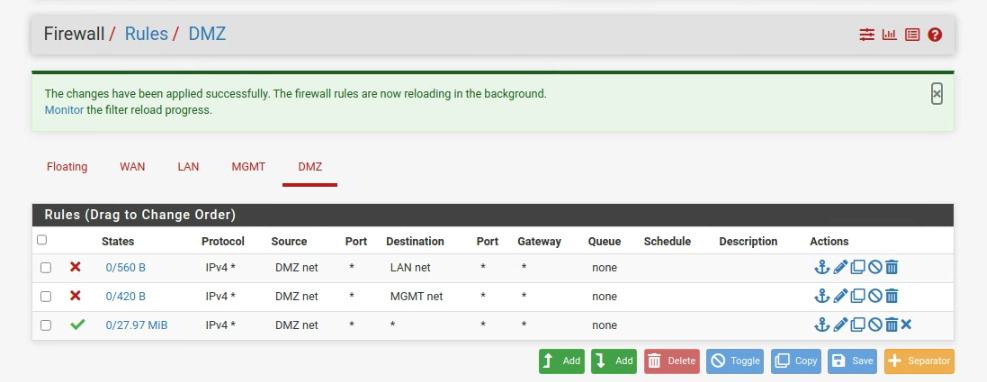 Firewall / Rules / DMZ
The changes have been applied successfully. The firewall rules are now reloading in the background.
Monitor the filter reload progress.
Floating WAN LAN MGMT DMZ
Rules (Drag to Change Order)
States Protocol Source Port Destination Port Gateway Queue Schedule Description Actions
0/560 B IPv4 * DMZ net * LAN net * * none
0/420 B IPv4 * DMZ net * MGMT net * * none
0/27.97 MiB IPv4 * DMZ net * * * * none
Add Add Delete Toggle Copy Save Separator